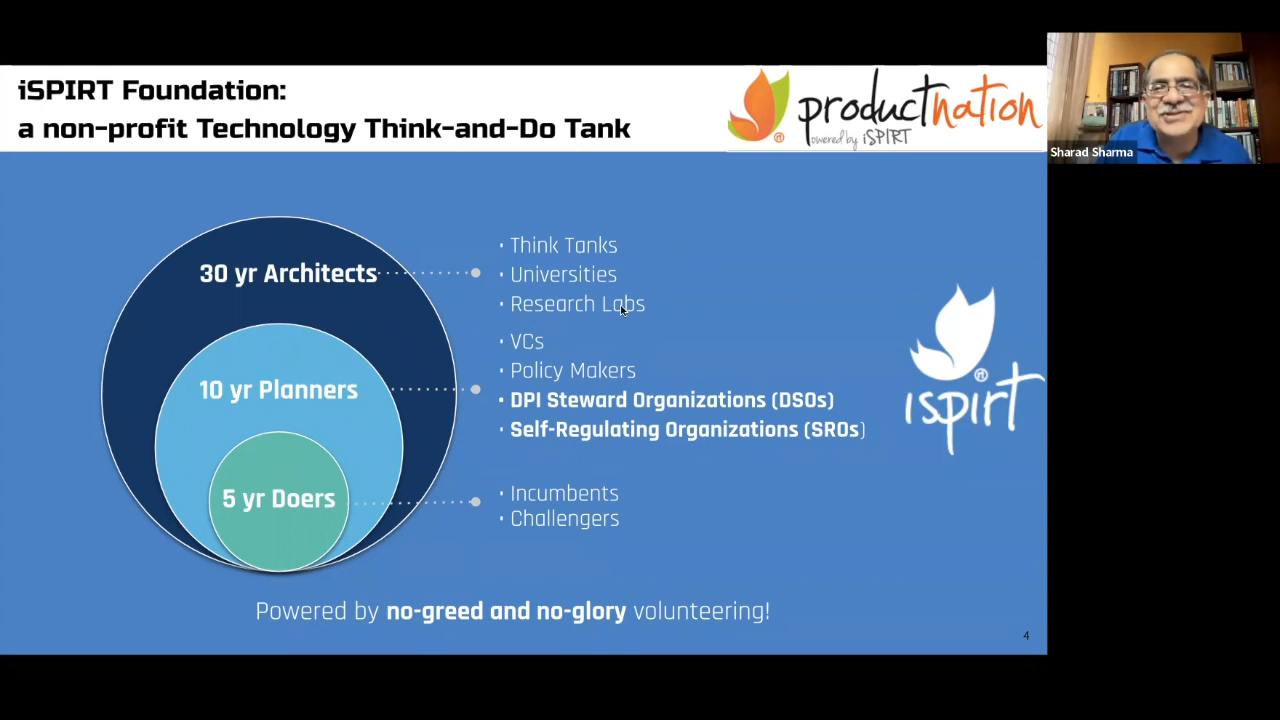 iSPIRT Foundation:
a non-profit Technology Think-and-Do Tank
productnation
powered by iSPIRT
Sharad Sharma
30 yr Architects
· Think Tanks
· Universities
· Research Labs
10 yr Planners
· VCs
· Policy Makers
· DPI Steward Organizations (DSOs)
· Self-Regulating Organizations (SROs)
5 yr Doers
· Incumbents
· Challengers
ispirt
Powered by no-greed and no-glory volunteering!
4